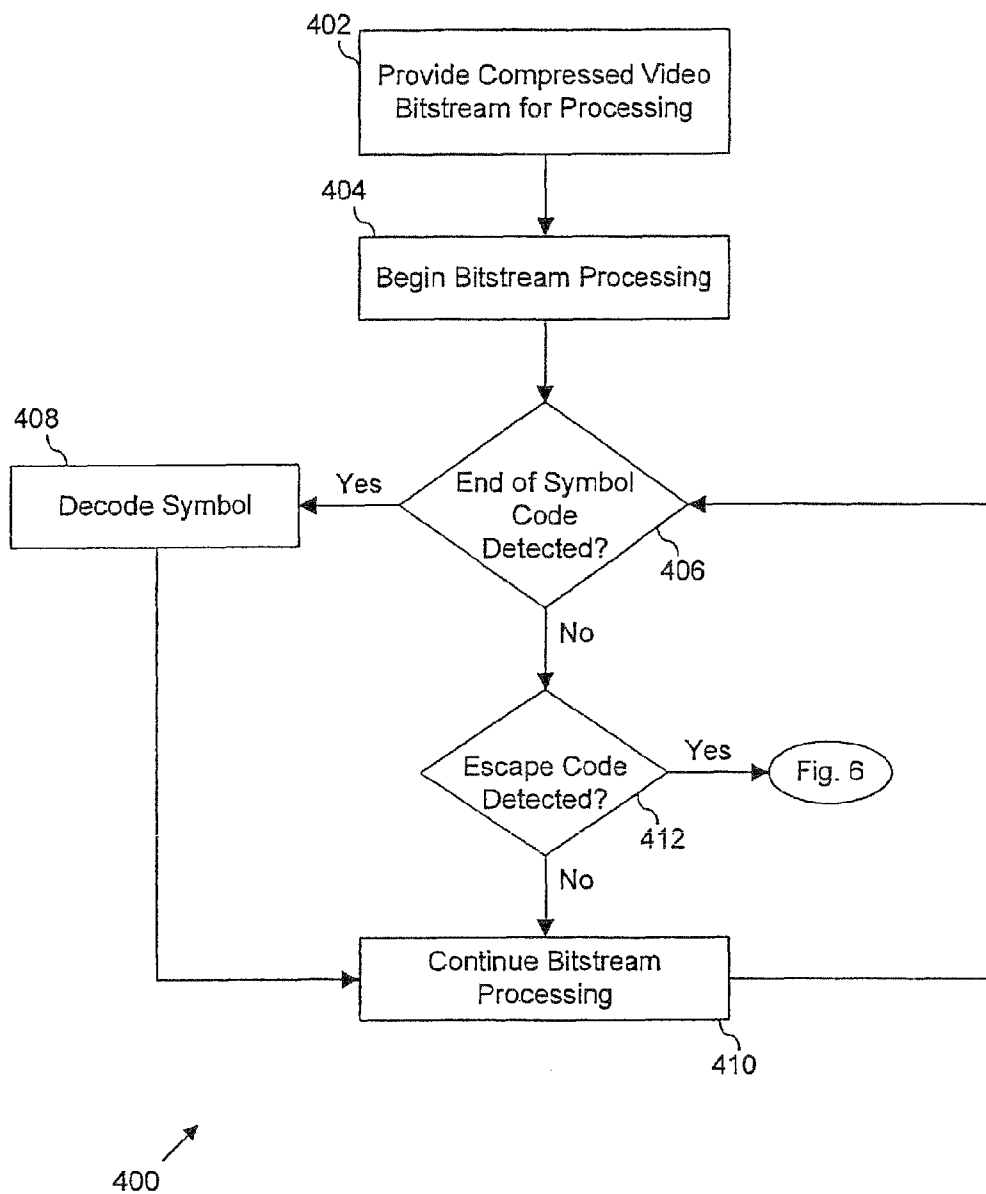 402
Provide Compressed Video
Bitstream for Processing
404
Begin Bitstream Processing
408
Decode Symbol
Yes
End of Symbol
Code
Detected?
406
No
Escape Code
Detected?
Yes
Fig. 6
412
No
Continue Bitstream
Processing
410
400